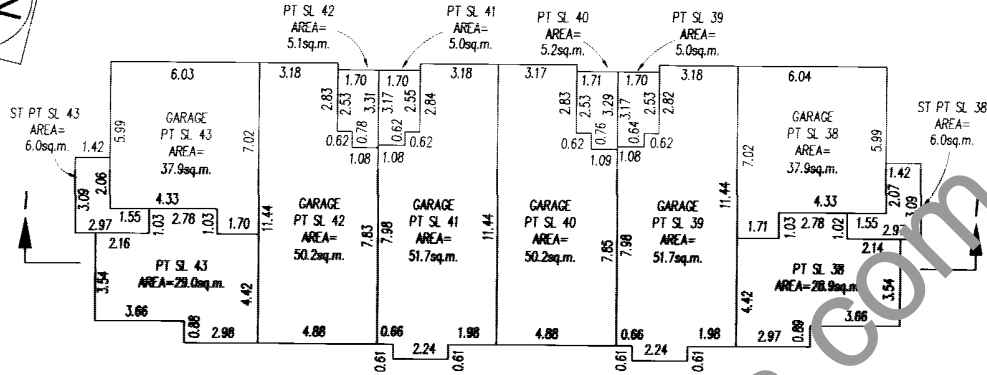 PT SL 42
AREA=
5.1sq.m.
PT SL 41
AREA=
5.0sq.m.
PT SL 40
AREA=
5.2sq.m.
PT SL 39
AREA=
5.0sq.m.
6.03
3.18
1.70
1.70
3.18
3.17
1.71
1.70
3.18
6.04
ST PT SL 43
AREA=
6.0sq.m.
1.42
5.99
GARAGE
PT SL 43
AREA=
37.9sq.m.
7.02
2.83
2.53
3.31
3.17
2.55
2.84
2.83
2.53
3.29
3.17
2.53
2.82
0.62
0.78
0.62
0.62
0.62
0.76
0.64
0.62
1.08
1.08
1.09
1.08
7.02
GARAGE
PT SL 38
AREA=
37.9sq.m.
5.99
ST PT SL 38
AREA=
6.0sq.m.
1.42
3.09
2.06
4.33
2.97
1.55
1.03
2.78
1.03
1.70
2.16
11.44
GARAGE
PT SL 42
AREA=
50.2sq.m.
7.83
7.98
GARAGE
PT SL 41
AREA=
51.7sq.m.
11.44
GARAGE
PT SL 40
AREA=
50.2sq.m.
7.85
7.98
GARAGE
PT SL 39
AREA=
51.7sq.m.
11.44
4.33
2.07
3.09
1.71
1.03
2.78
1.02
1.55
2.97
2.14
3.54
PT SL 43
AREA=29.0sq.m.
4.42
3.66
0.88
2.98
4.88
0.66
1.98
4.88
0.66
1.98
0.61
2.24
0.61
0.61
2.24
0.61
4.42
PT SL 38
AREA=28.9sq.m.
3.54
3.66
2.97
0.89
com